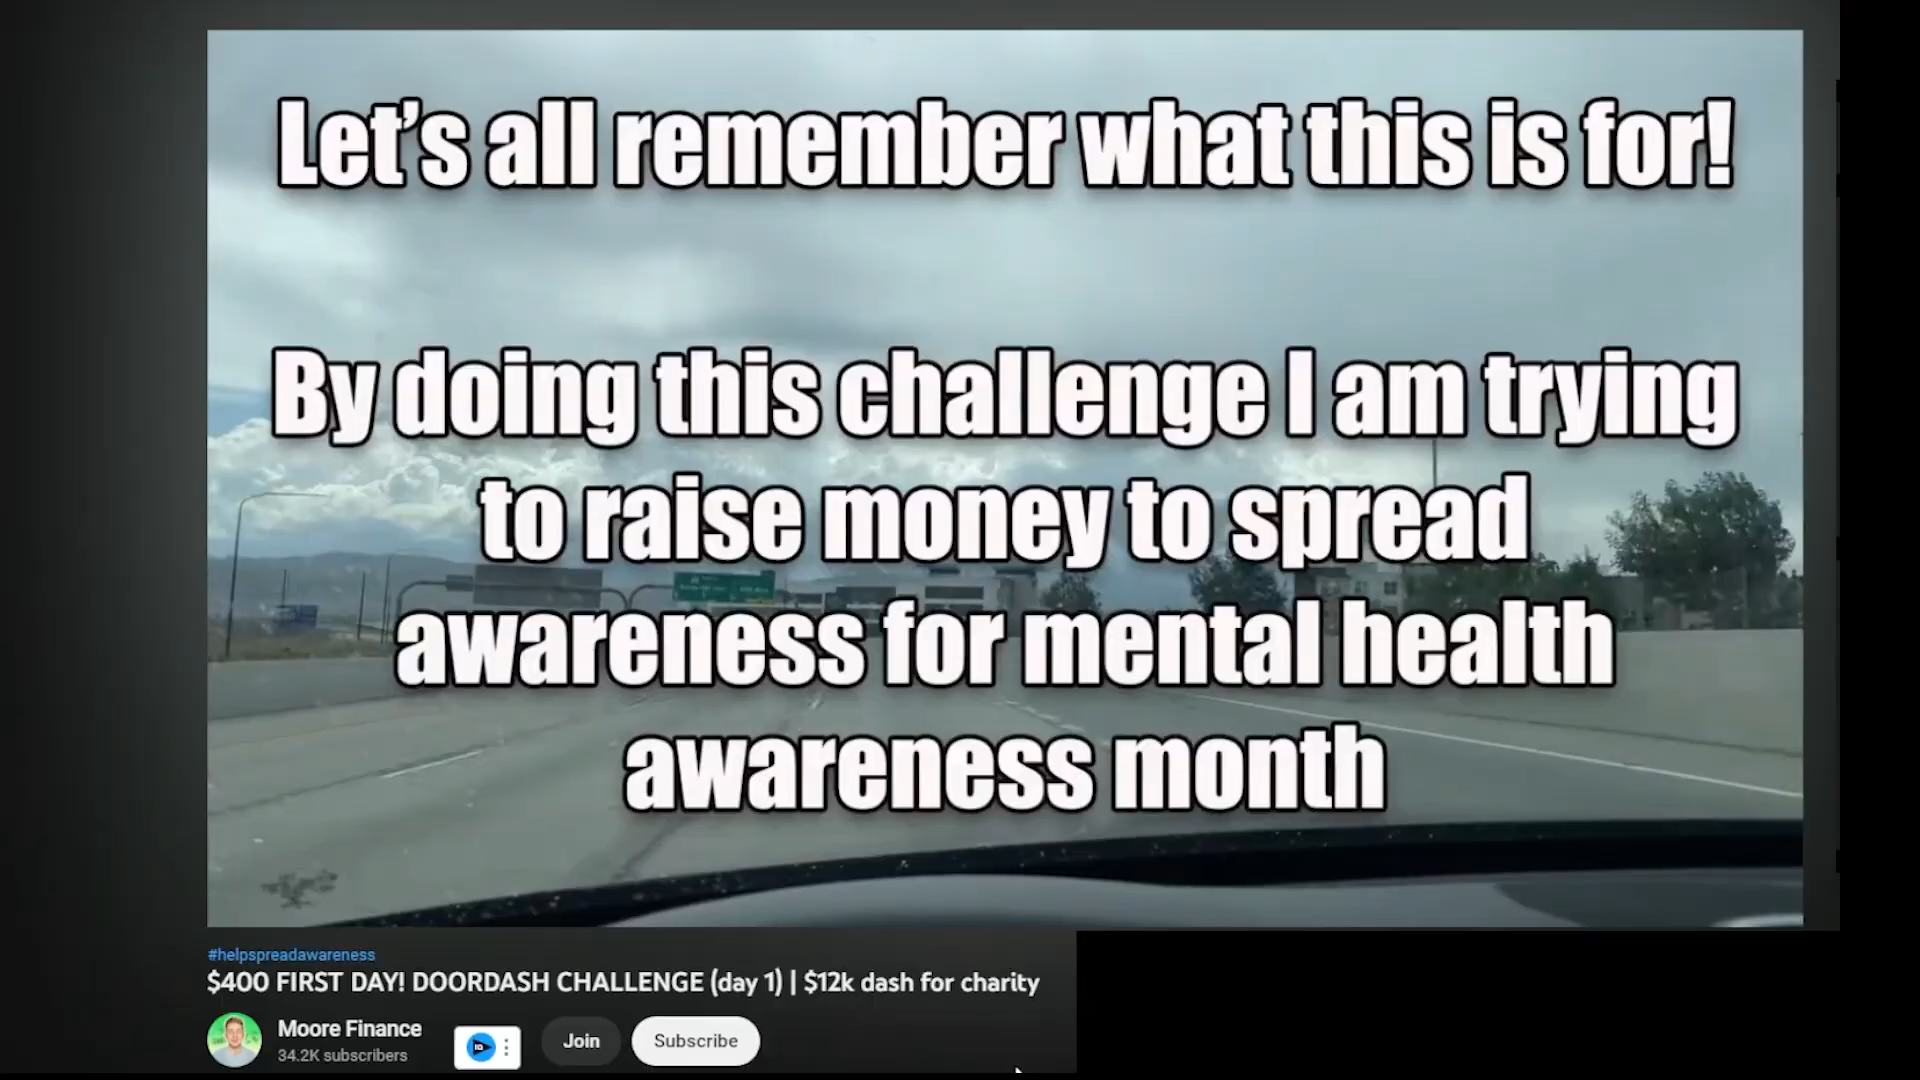 Let's all remember what this is for!
By doing this challenge I am trying
to raise money to spread
awareness for mental health
awareness month
#helpspreadawareness
$400 FIRST DAY! DOORDASH CHALLENGE (day 1) | $12k dash for charity
Moore Finance
34.2K subscribers
Join
Subscribe